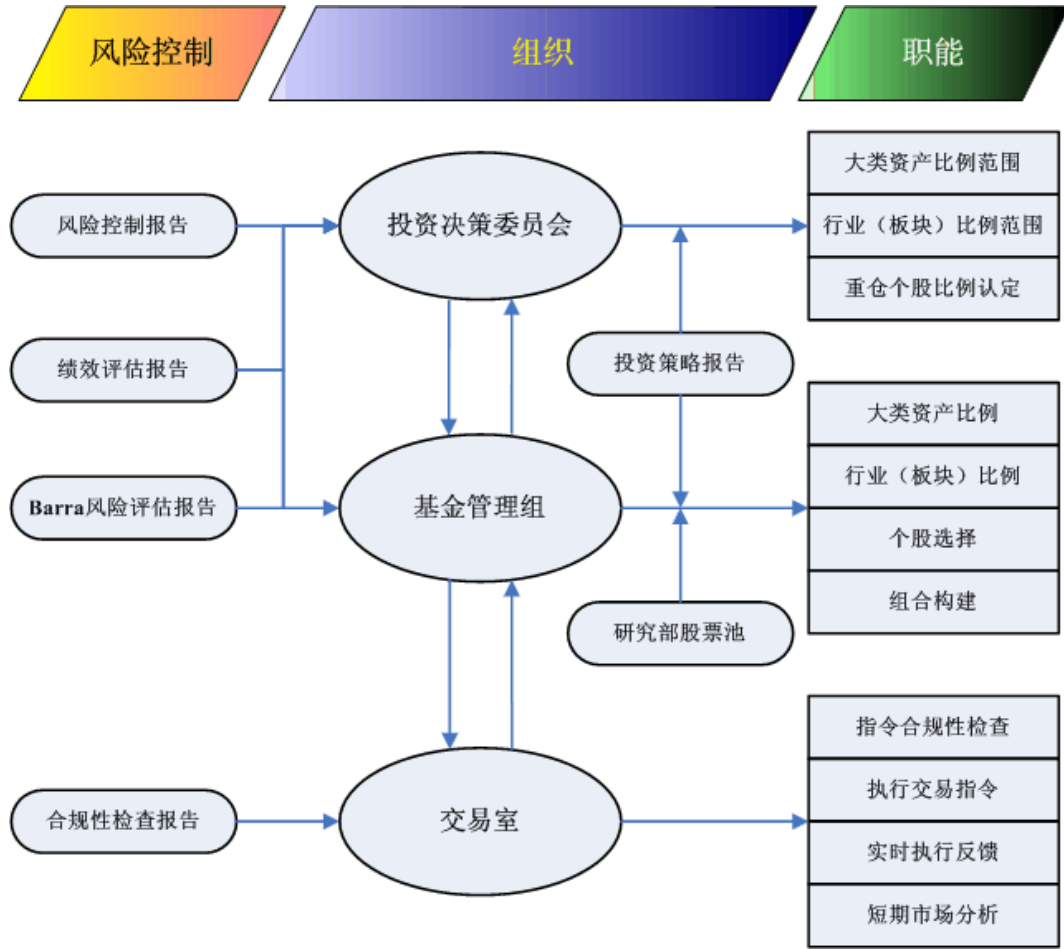 风险控制
组织
职能
大类资产比例范围
风险控制报告
投资决策委员会
行业（板块）比例范围
重仓个股比例认定
绩效评估报告
投资策略报告
大类资产比例
行业（板块）比例
Barra风险评估报告
基金管理组
个股选择
组合构建
研究部股票池
指令合规性检查
执行交易指令
合规性检查报告
交易室
实时执行反馈
短期市场分析